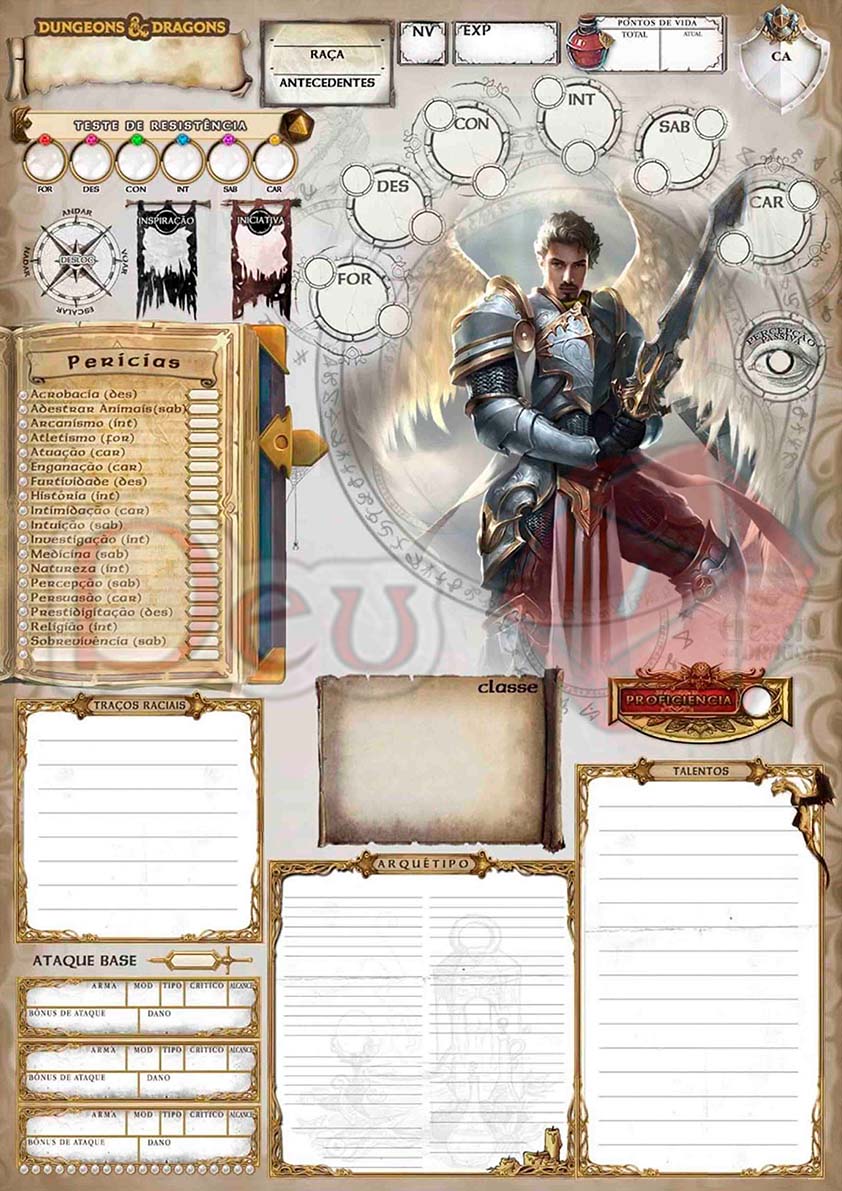 DUNGEONS & DRAGONS
RAÇA
ANTECEDENTES
NV
EXP
PONTOS DE VIDA
TOTAL
ATUAL
CA
TESTE DE RESISTÊNCIA
FOR DES CON INT SAB CAR
FOR
DES
CON
INT
SAB
CAR
ANDAR
NADAR
DESLOC
ESCALAR
INSPIRAÇÃO
INICIATIVA
PERCEPÇÃO
PASSIVA
Perícias
Acrobacia (des)
Adestrar Animais(sab)
Arcanismo (int)
Atletismo (for)
Atuação (car)
Enganação (car)
Furtividade (des)
História (int)
Intimidação (car)
Intuição (sab)
Investigação (int)
Medicina (sab)
Natureza (int)
Percepção (sab)
Persuasão (car)
Prestidigitação (des)
Religião (int)
Sobrevivência (sab)
Deu
classe
PROFICIENCIA
TRAÇOS RACIAIS
TALENTOS
ARQUÉTIPO
ATAQUE BASE
ARMA MOD TIPO CRITICO ALCANCE
BÔNUS DE ATAQUE DANO
ARMA MOD TIPO CRITICO ALCANCE
BÔNUS DE ATAQUE DANO
ARMA MOD TIPO CRITICO ALCANCE
BÔNUS DE ATAQUE DANO